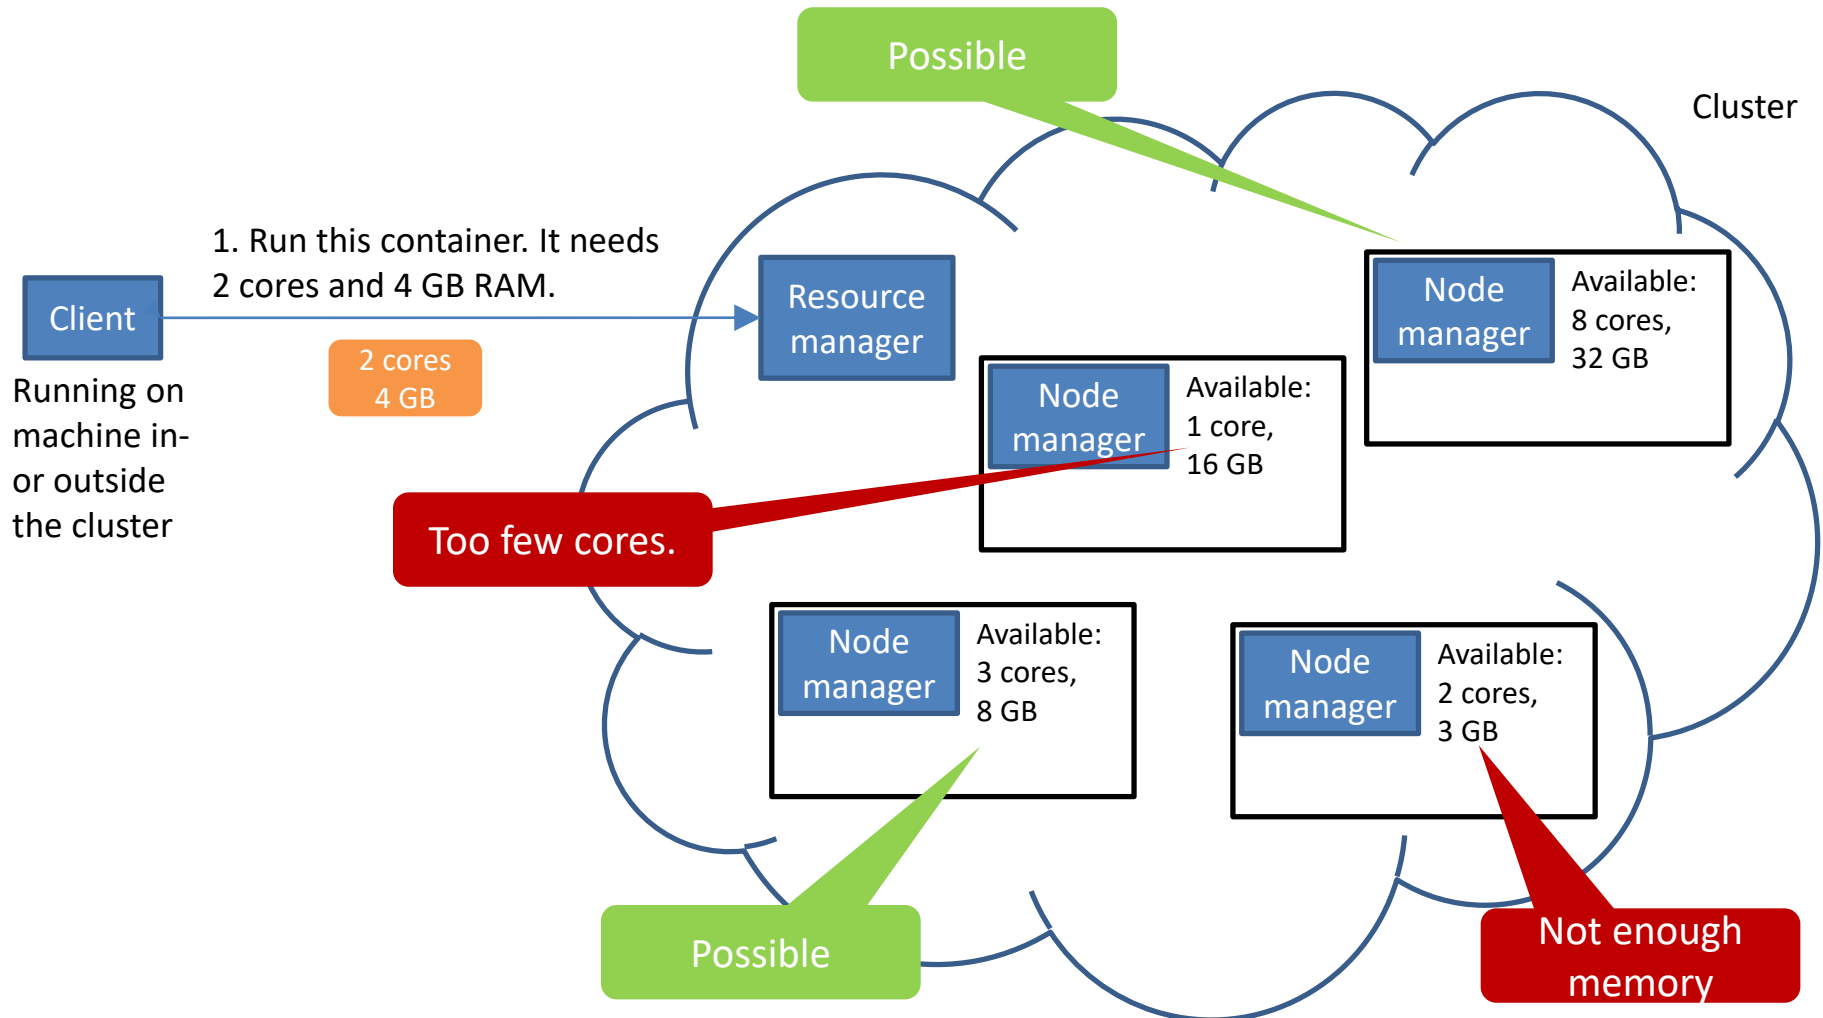 Possible
Cluster
1. Run this container. It needs
2 cores and 4 GB RAM.
Client
2 cores
4 GB
Running on
machine in-
or outside
the cluster
Resource
manager
Node
manager
Available:
8 cores,
32 GB
Node
manager
Available:
1 core,
16 GB
Too few cores.
Node
manager
Available:
3 cores,
8 GB
Node
manager
Available:
2 cores,
3 GB
Possible
Not enough
memory